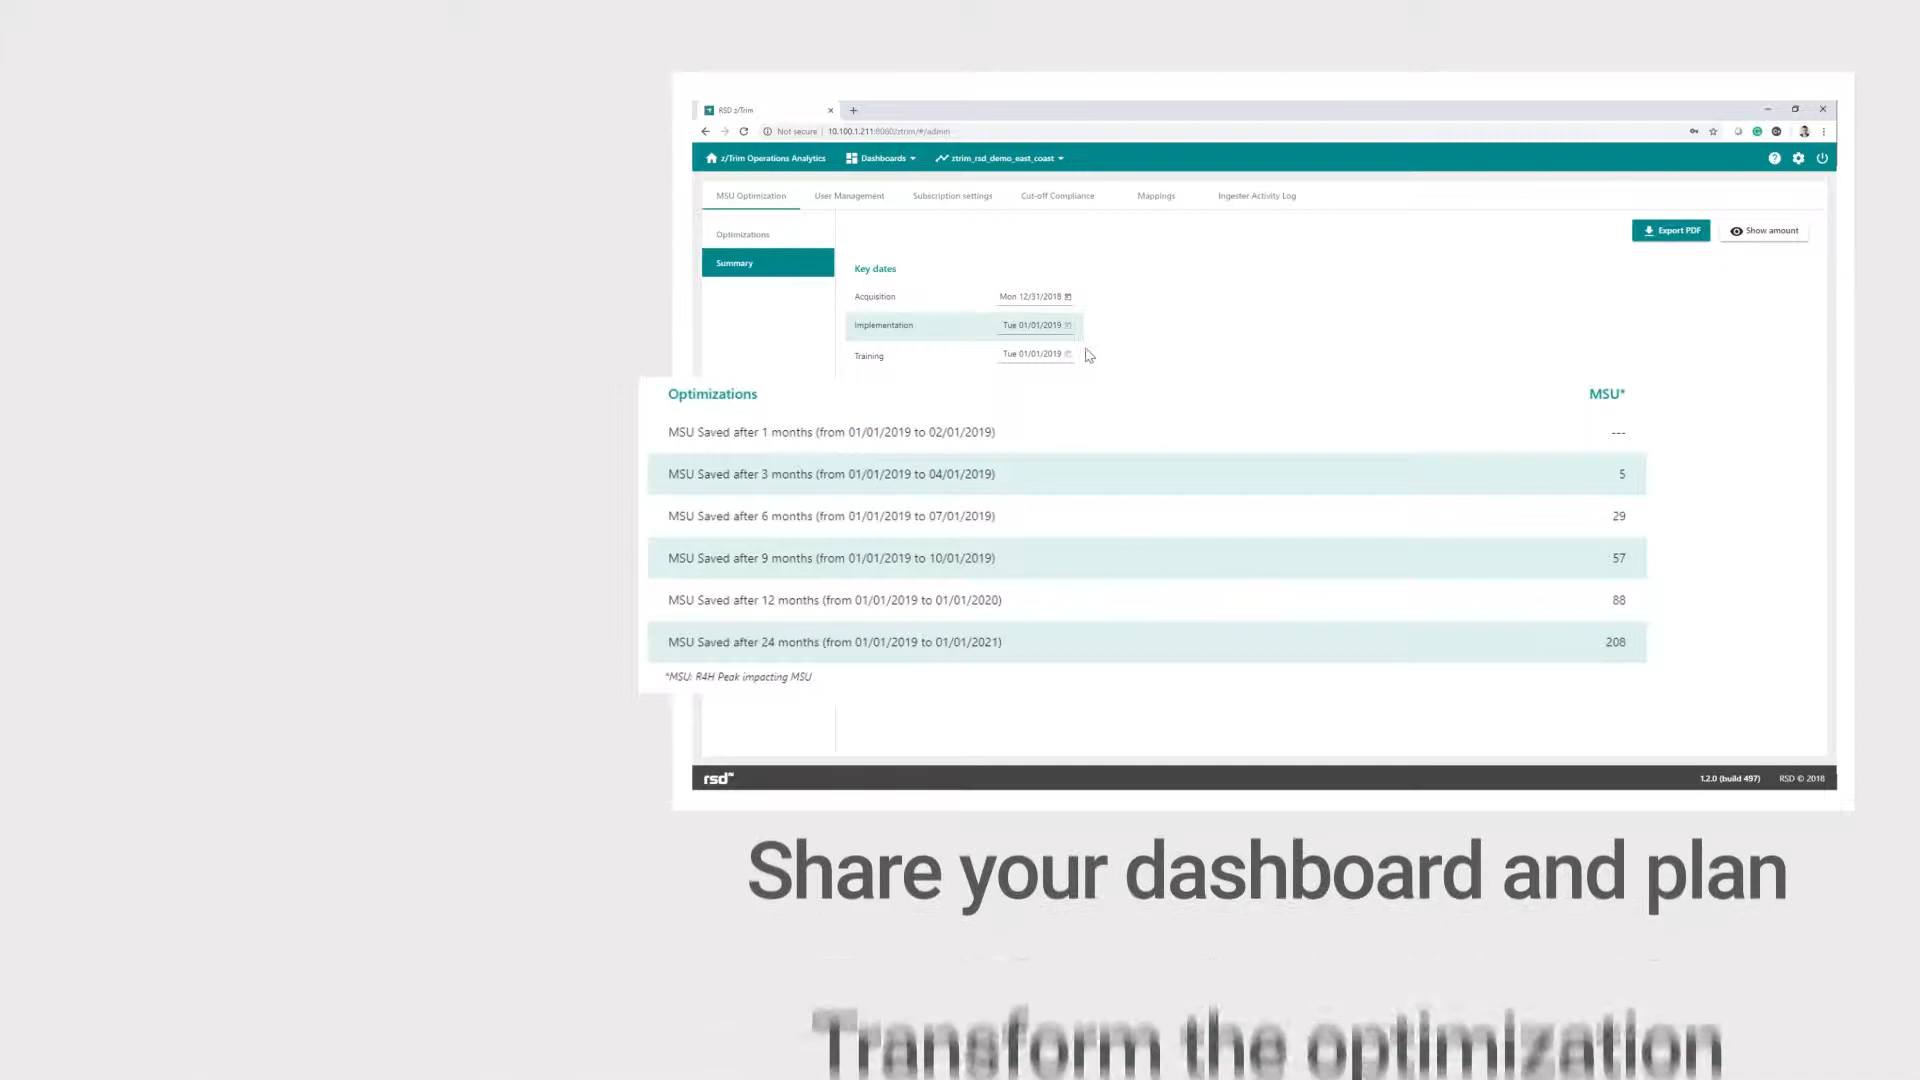 RSD z/Trim
Not secure | 10.100.1.211:8080/ztrim/#/admin
z/Trim Operations Analytics Dashboards ztrim_rsd_demo_east_coast
MSU Optimization User Management Subscription settings Cut-off Compliance Mappings Ingester Activity Log
Optimizations
Summary
Export PDF Show amount
Key dates
Acquisition Mon 12/31/2018
Implementation Tue 01/01/2019
Training Tue 01/01/2019
Optimizations MSU*
MSU Saved after 1 months (from 01/01/2019 to 02/01/2019) ---
MSU Saved after 3 months (from 01/01/2019 to 04/01/2019) 5
MSU Saved after 6 months (from 01/01/2019 to 07/01/2019) 29
MSU Saved after 9 months (from 01/01/2019 to 10/01/2019) 57
MSU Saved after 12 months (from 01/01/2019 to 01/01/2020) 88
MSU Saved after 24 months (from 01/01/2019 to 01/01/2021) 208
*MSU: R4H Peak impacting MSU
rsd™ 1.2.0 (build 497) RSD © 2018
Share your dashboard and plan
Transform the optimization